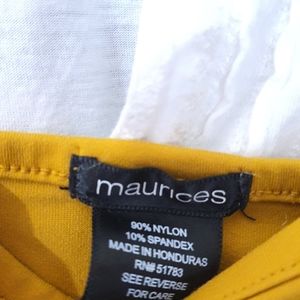 maurices
90% NYLON
10% SPANDEX
MADE IN HONDURAS
RN# 51783
SEE REVERSE
FOR CARE